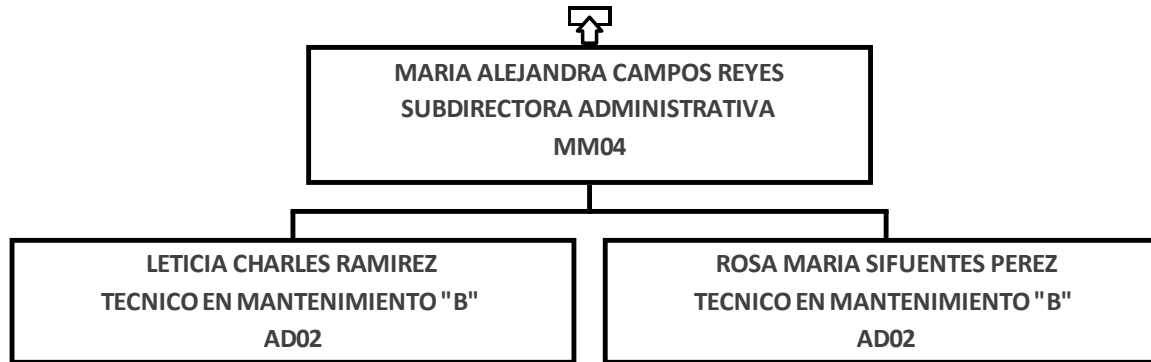 MARIA ALEJANDRA CAMPOS REYES
SUBDIRECTORA ADMINISTRATIVA
MM04
LETICIA CHARLES RAMIREZ
TECNICO EN MANTENIMIENTO "B"
AD02
ROSA MARIA SIFUENTES PEREZ
TECNICO EN MANTENIMIENTO "B"
AD02